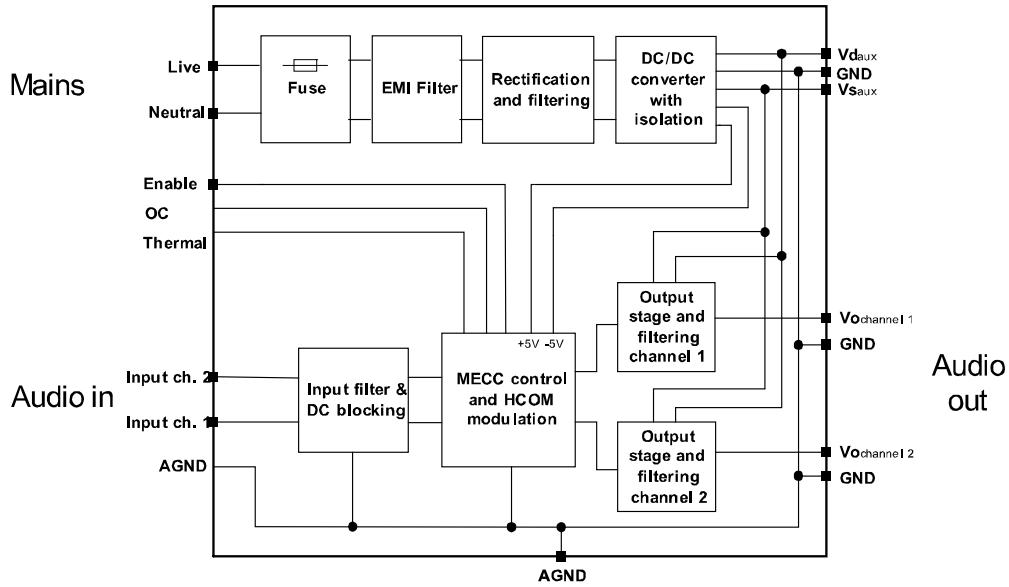 Mains
Live
Neutral
Fuse
EMI Filter
Rectification
and filtering
DC/DC
converter
with
isolation
Vdaux
GND
Vsaux
Enable
OC
Thermal
+5V -5V
MECC control
and HCOM
modulation
Output
stage and
filtering
channel 1
Vochannel 1
GND
Audio in
Input ch. 2
Input ch. 1
AGND
Input filter &
DC blocking
Output
stage and
filtering
channel 2
Audio
out
Vochannel 2
GND
AGND